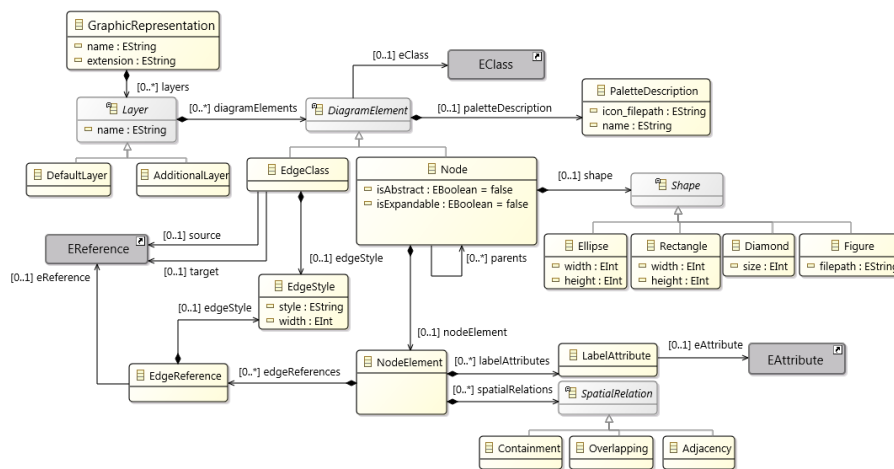 GraphicRepresentation
name : EString
extension : EString
[0..*] layers
Layer
name : EString
[0..*] diagramElements
DiagramElement
[0..1] eClass
EClass
[0..1] paletteDescription
PaletteDescription
icon_filepath : EString
name : EString
DefaultLayer
AdditionalLayer
EdgeClass
Node
isAbstract : EBoolean = false
isExpandable : EBoolean = false
[0..1] shape
Shape
EReference
[0..1] source
[0..1] target
[0..1] eReference
[0..1] edgeStyle
[0..*] parents
Ellipse
width : EInt
height : EInt
Rectangle
width : EInt
height : EInt
Diamond
size : EInt
Figure
filepath : EString
EdgeStyle
style : EString
width : EInt
[0..1] edgeStyle
[0..1] nodeElement
EdgeReference
[0..*] edgeReferences
NodeElement
[0..*] labelAttributes
LabelAttribute
[0..1] eAttribute
EAttribute
[0..*] spatialRelations
SpatialRelation
Containment
Overlapping
Adjacency